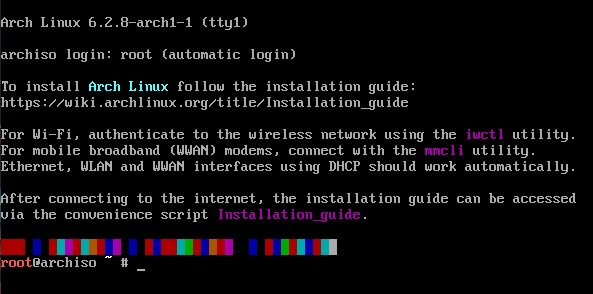 Arch Linux 6.2.8-arch1-1 (tty1)
archiso login: root (automatic login)
To install Arch Linux follow the installation guide:
https://wiki.archlinux.org/title/Installation_guide
For Wi-Fi, authenticate to the wireless network using the iwctl utility.
For mobile broadband (WWAN) modems, connect with the mmcli utility.
Ethernet, WLAN and WWAN interfaces using DHCP should work automatically.
After connecting to the internet, the installation guide can be accessed
via the convenience script Installation_guide.
root@archiso ~ # _